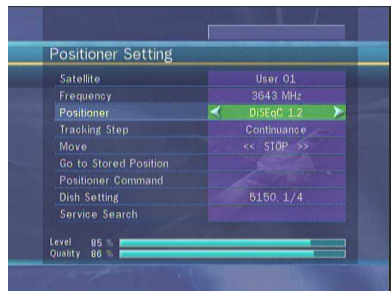 Positioner Setting
Satellite User 01
Frequency 3643 MHz
Positioner DiSEqC 1.2
Tracking Step Continuance
Move << STOP >>
Go to Stored Position
Positioner Command
Dish Setting 5150, 1/4
Service Search
Level 85 %
Quality 86 %